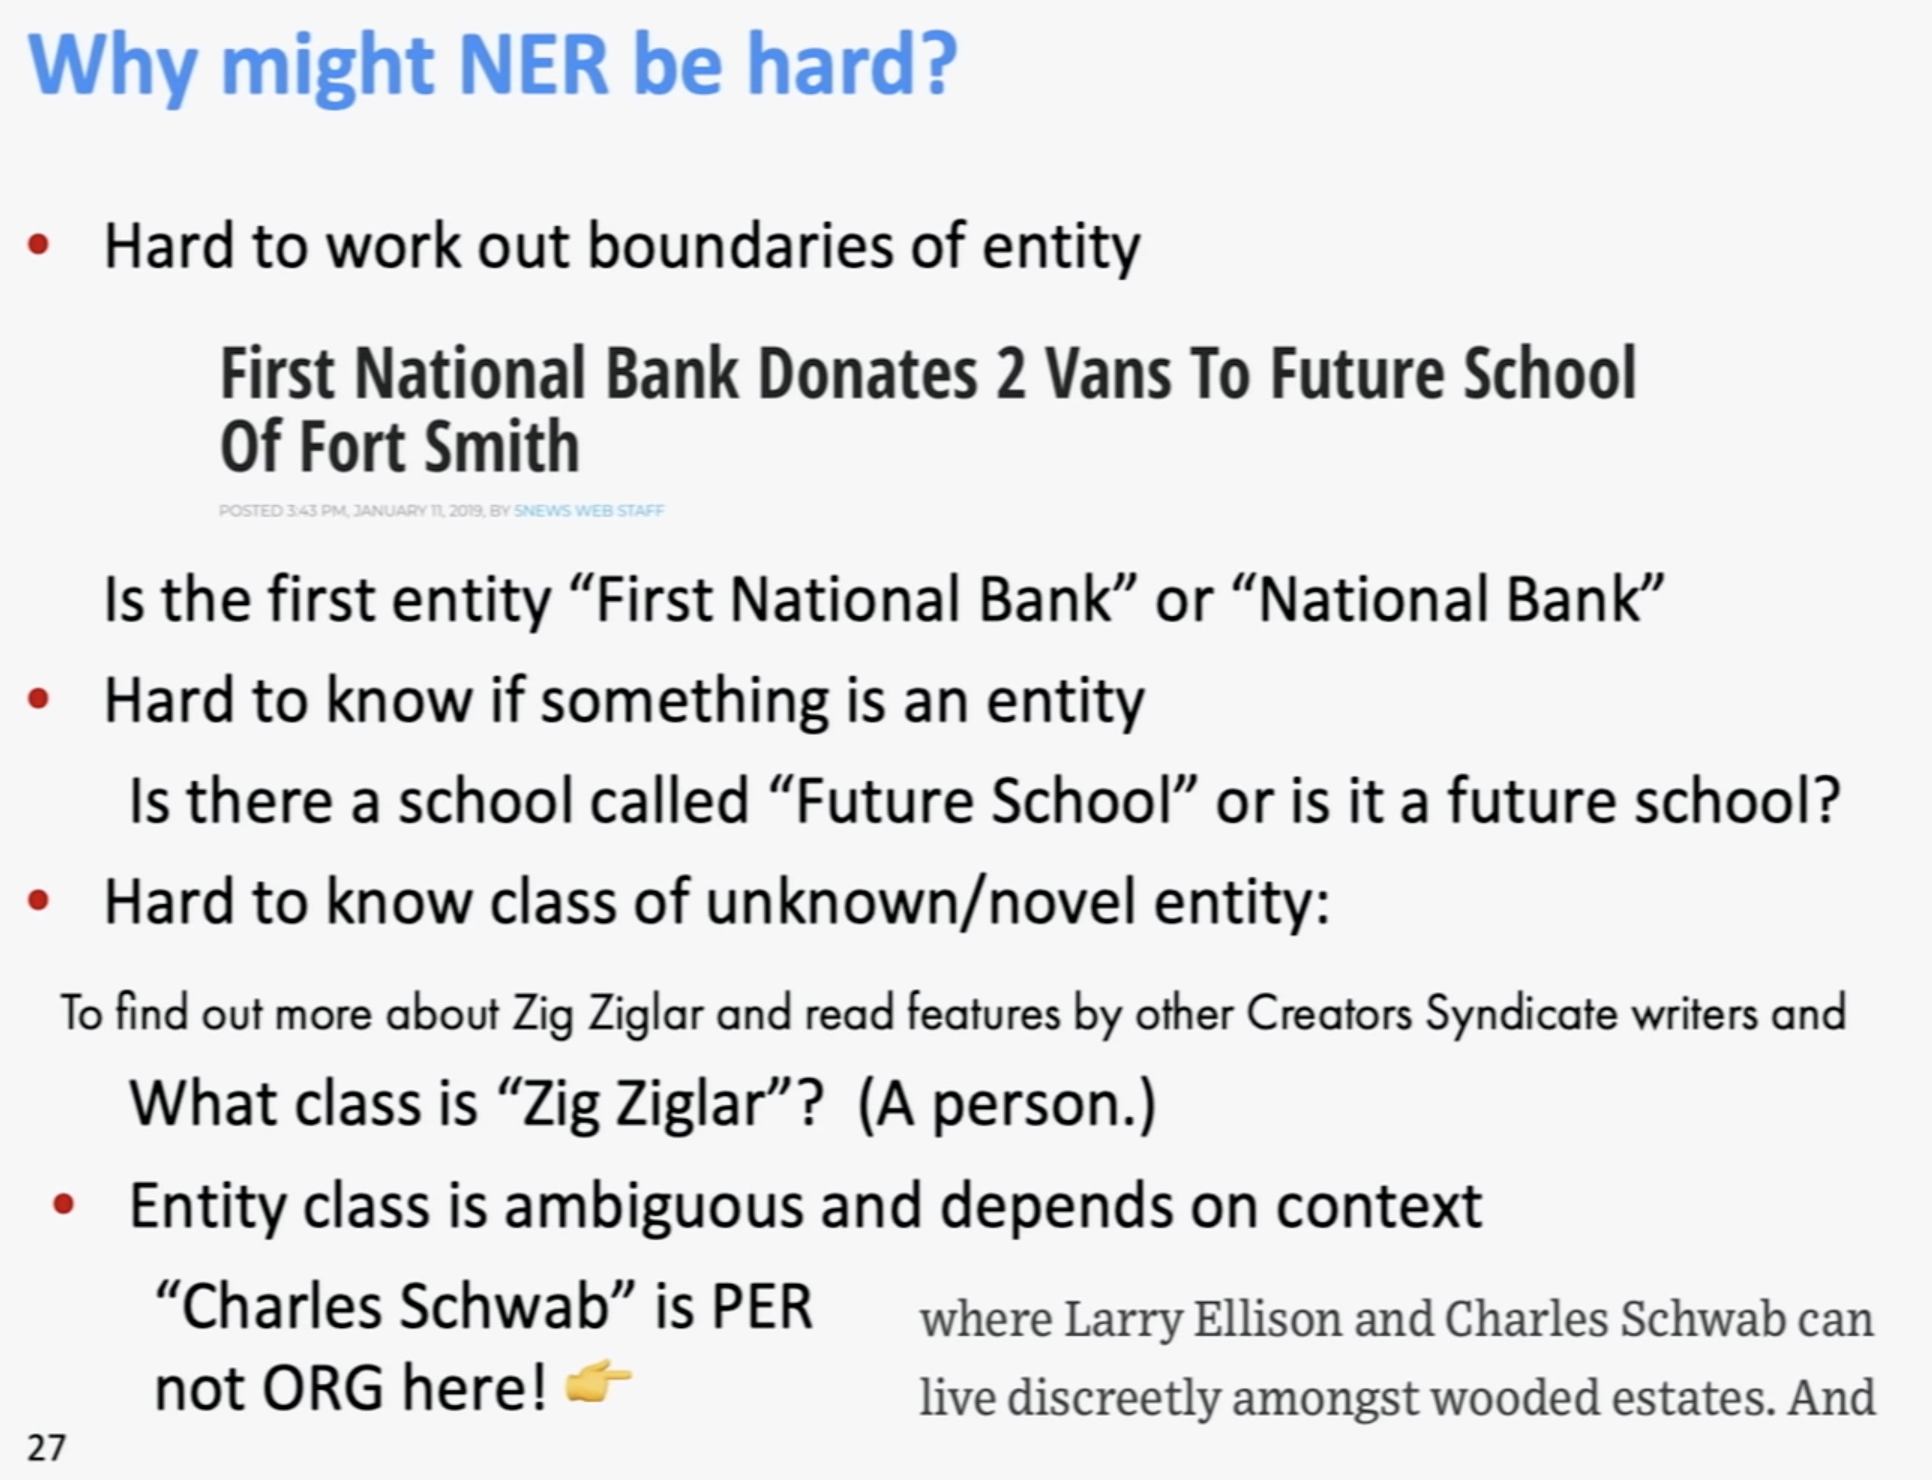 Why might NER be hard?
• Hard to work out boundaries of entity
First National Bank Donates 2 Vans To Future School
Of Fort Smith
POSTED 3:43 PM, JANUARY 11, 2019, BY 5NEWS WEB STAFF
Is the first entity “First National Bank” or “National Bank”
• Hard to know if something is an entity
Is there a school called “Future School” or is it a future school?
• Hard to know class of unknown/novel entity:
To find out more about Zig Ziglar and read features by other Creators Syndicate writers and
What class is “Zig Ziglar”? (A person.)
• Entity class is ambiguous and depends on context
“Charles Schwab” is PER
not ORG here! 👉
where Larry Ellison and Charles Schwab can
live discreetly amongst wooded estates. And
27